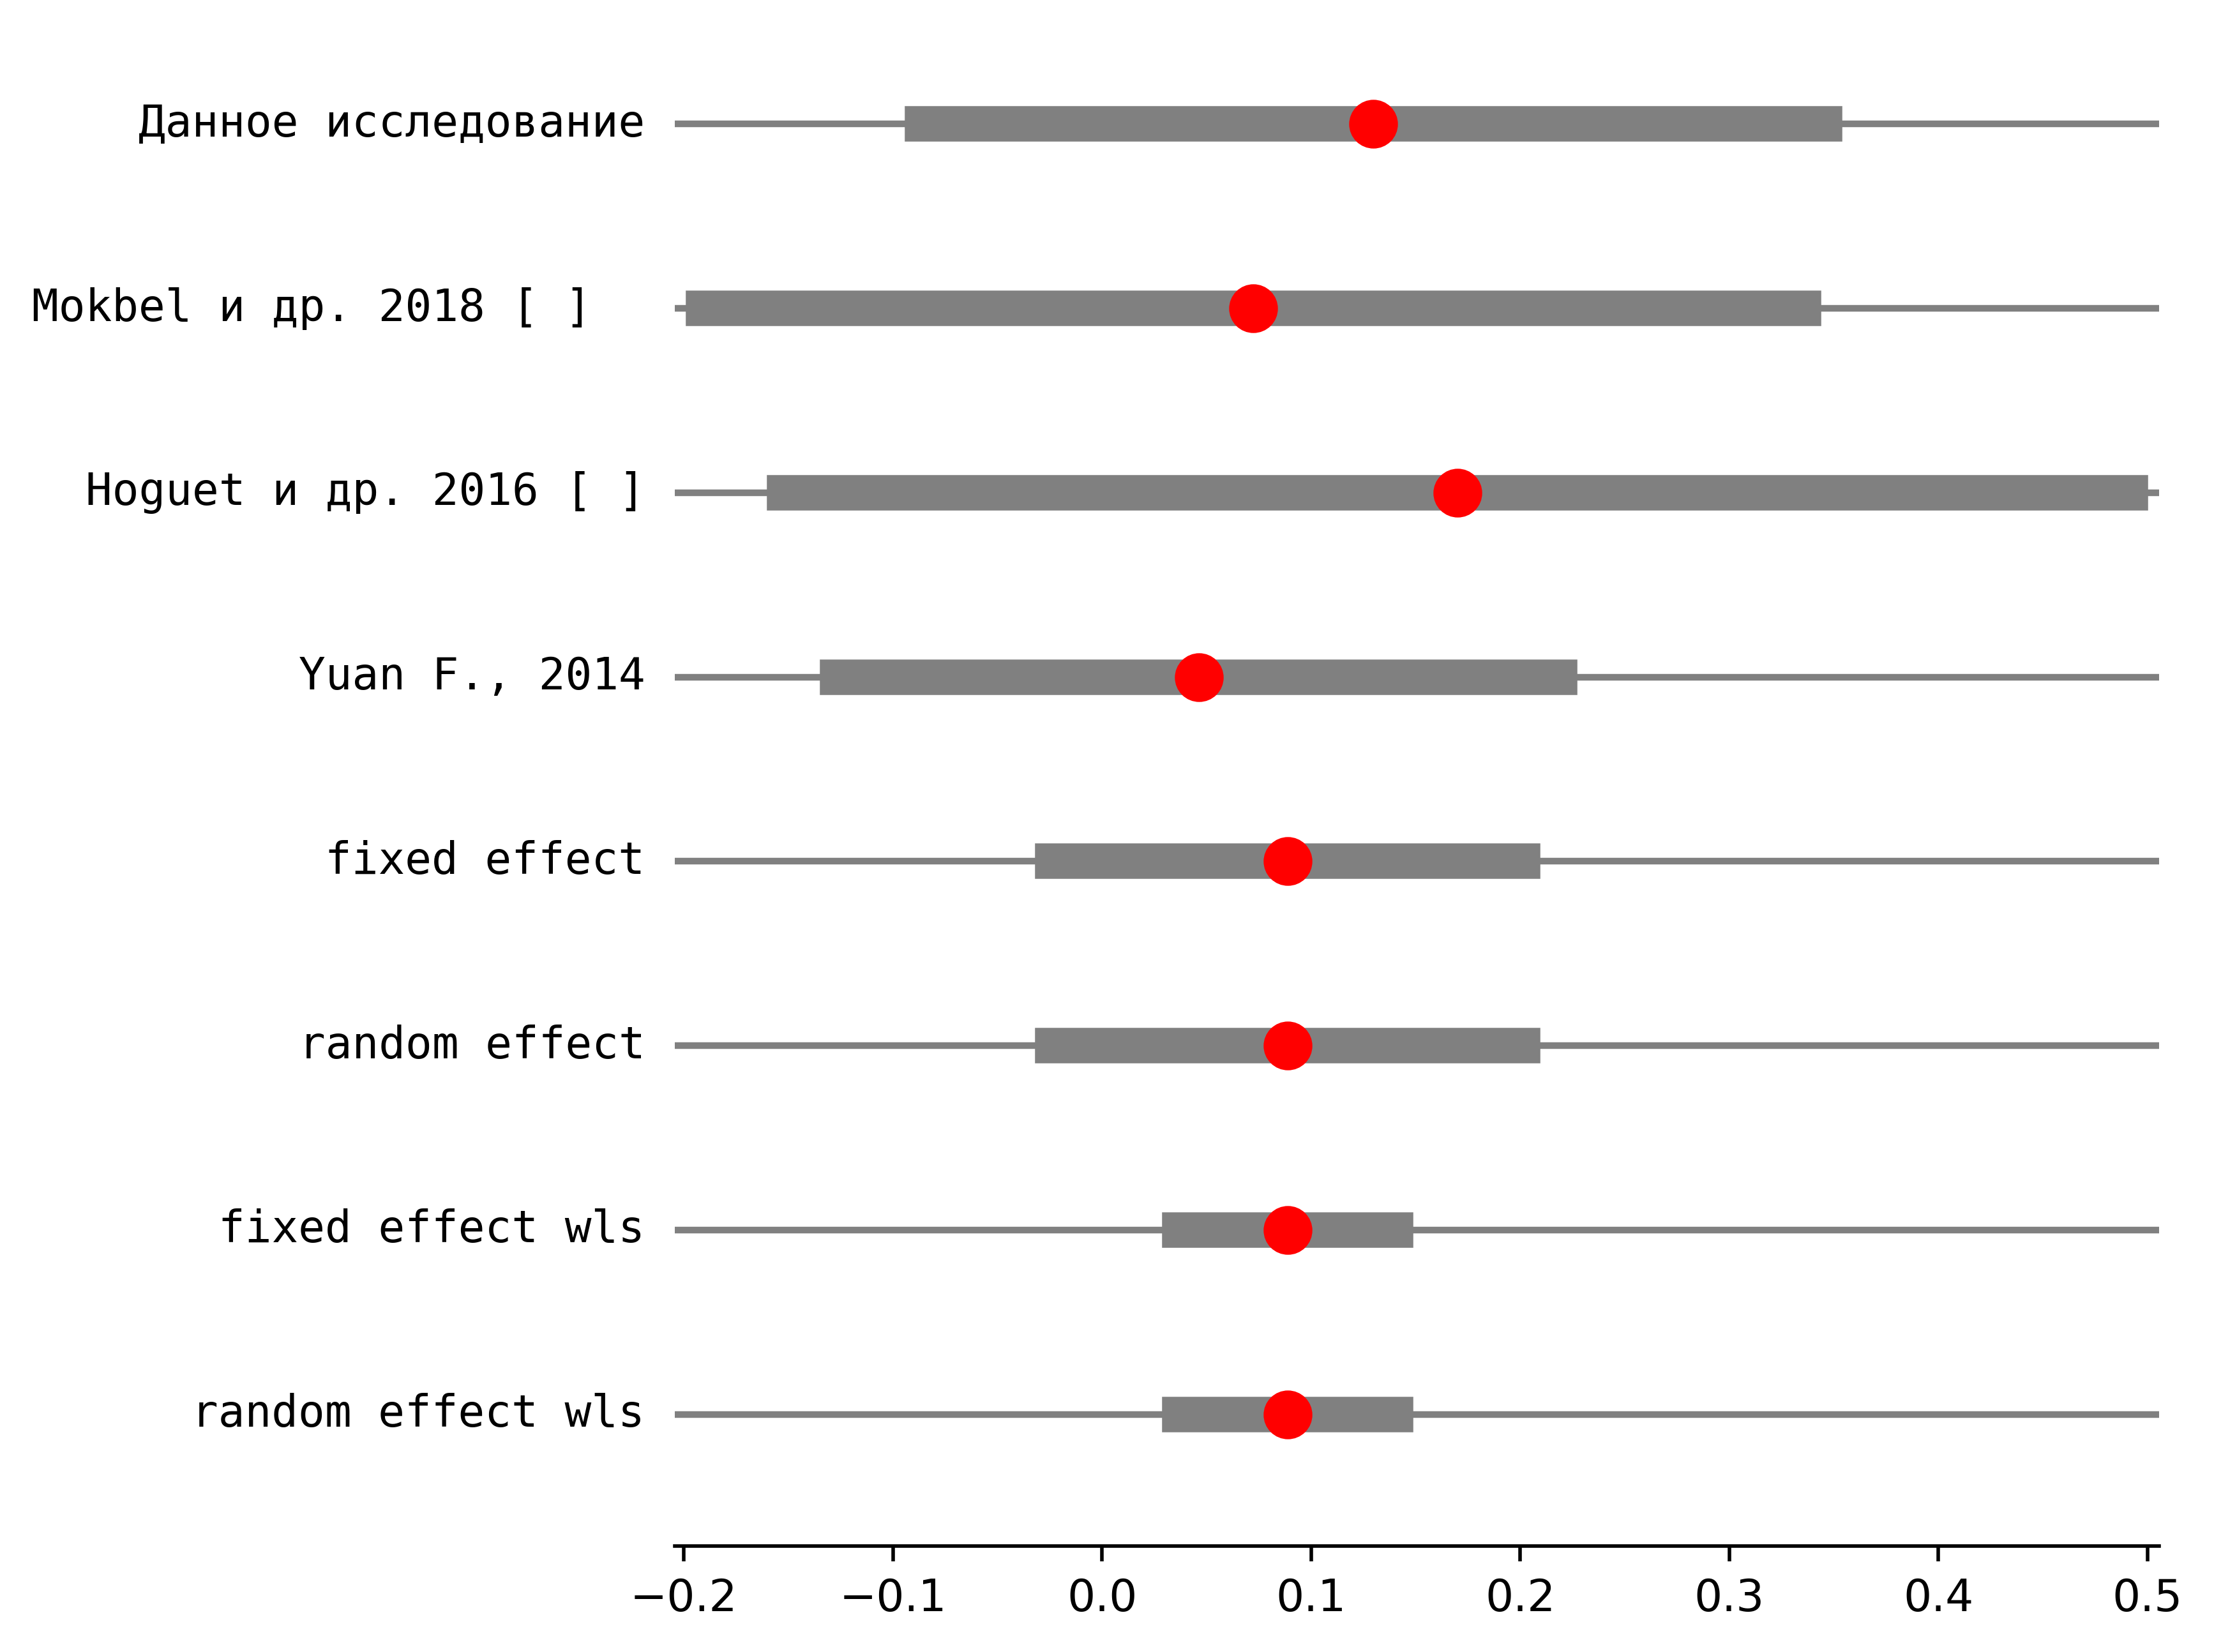 Данное исследование
Mokbel и др. 2018 [ ]
Hoguet и др. 2016 [ ]
Yuan F., 2014
fixed effect
random effect
fixed effect wls
random effect wls
−0.2 −0.1 0.0 0.1 0.2 0.3 0.4 0.5